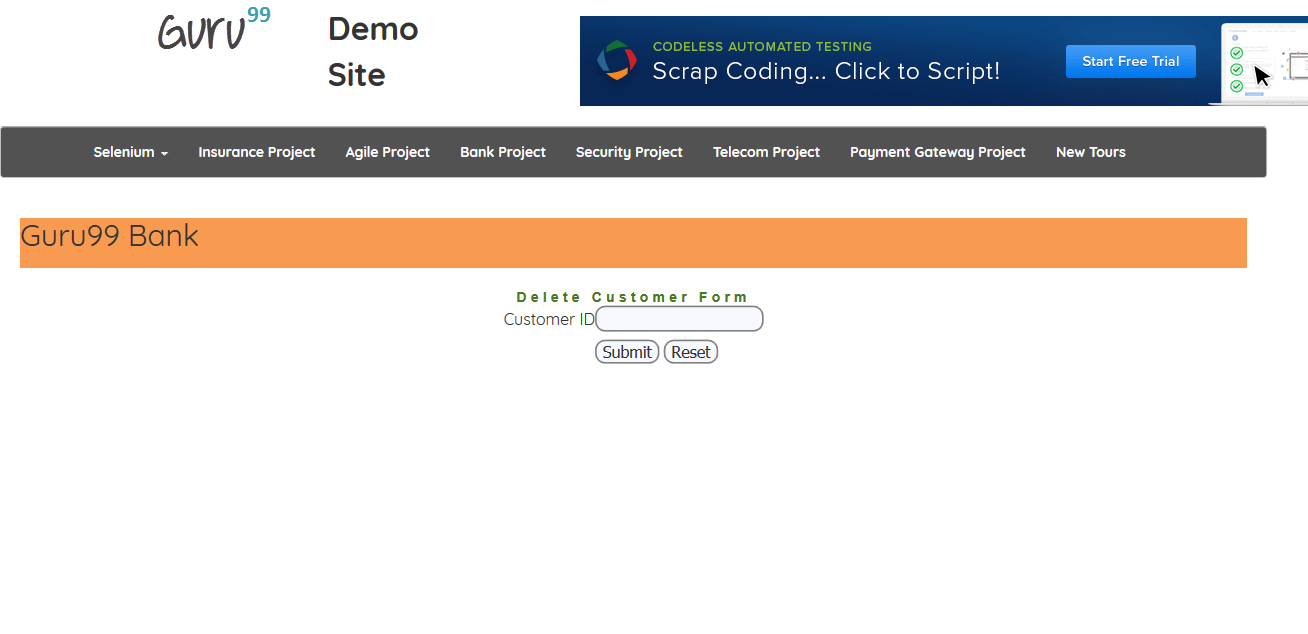 Guru99
Demo
Site
CODELESS AUTOMATED TESTING
Scrap Coding... Click to Script!
Start Free Trial
Selenium
Insurance Project
Agile Project
Bank Project
Security Project
Telecom Project
Payment Gateway Project
New Tours
Guru99 Bank
Delete Customer Form
Customer ID
Submit
Reset